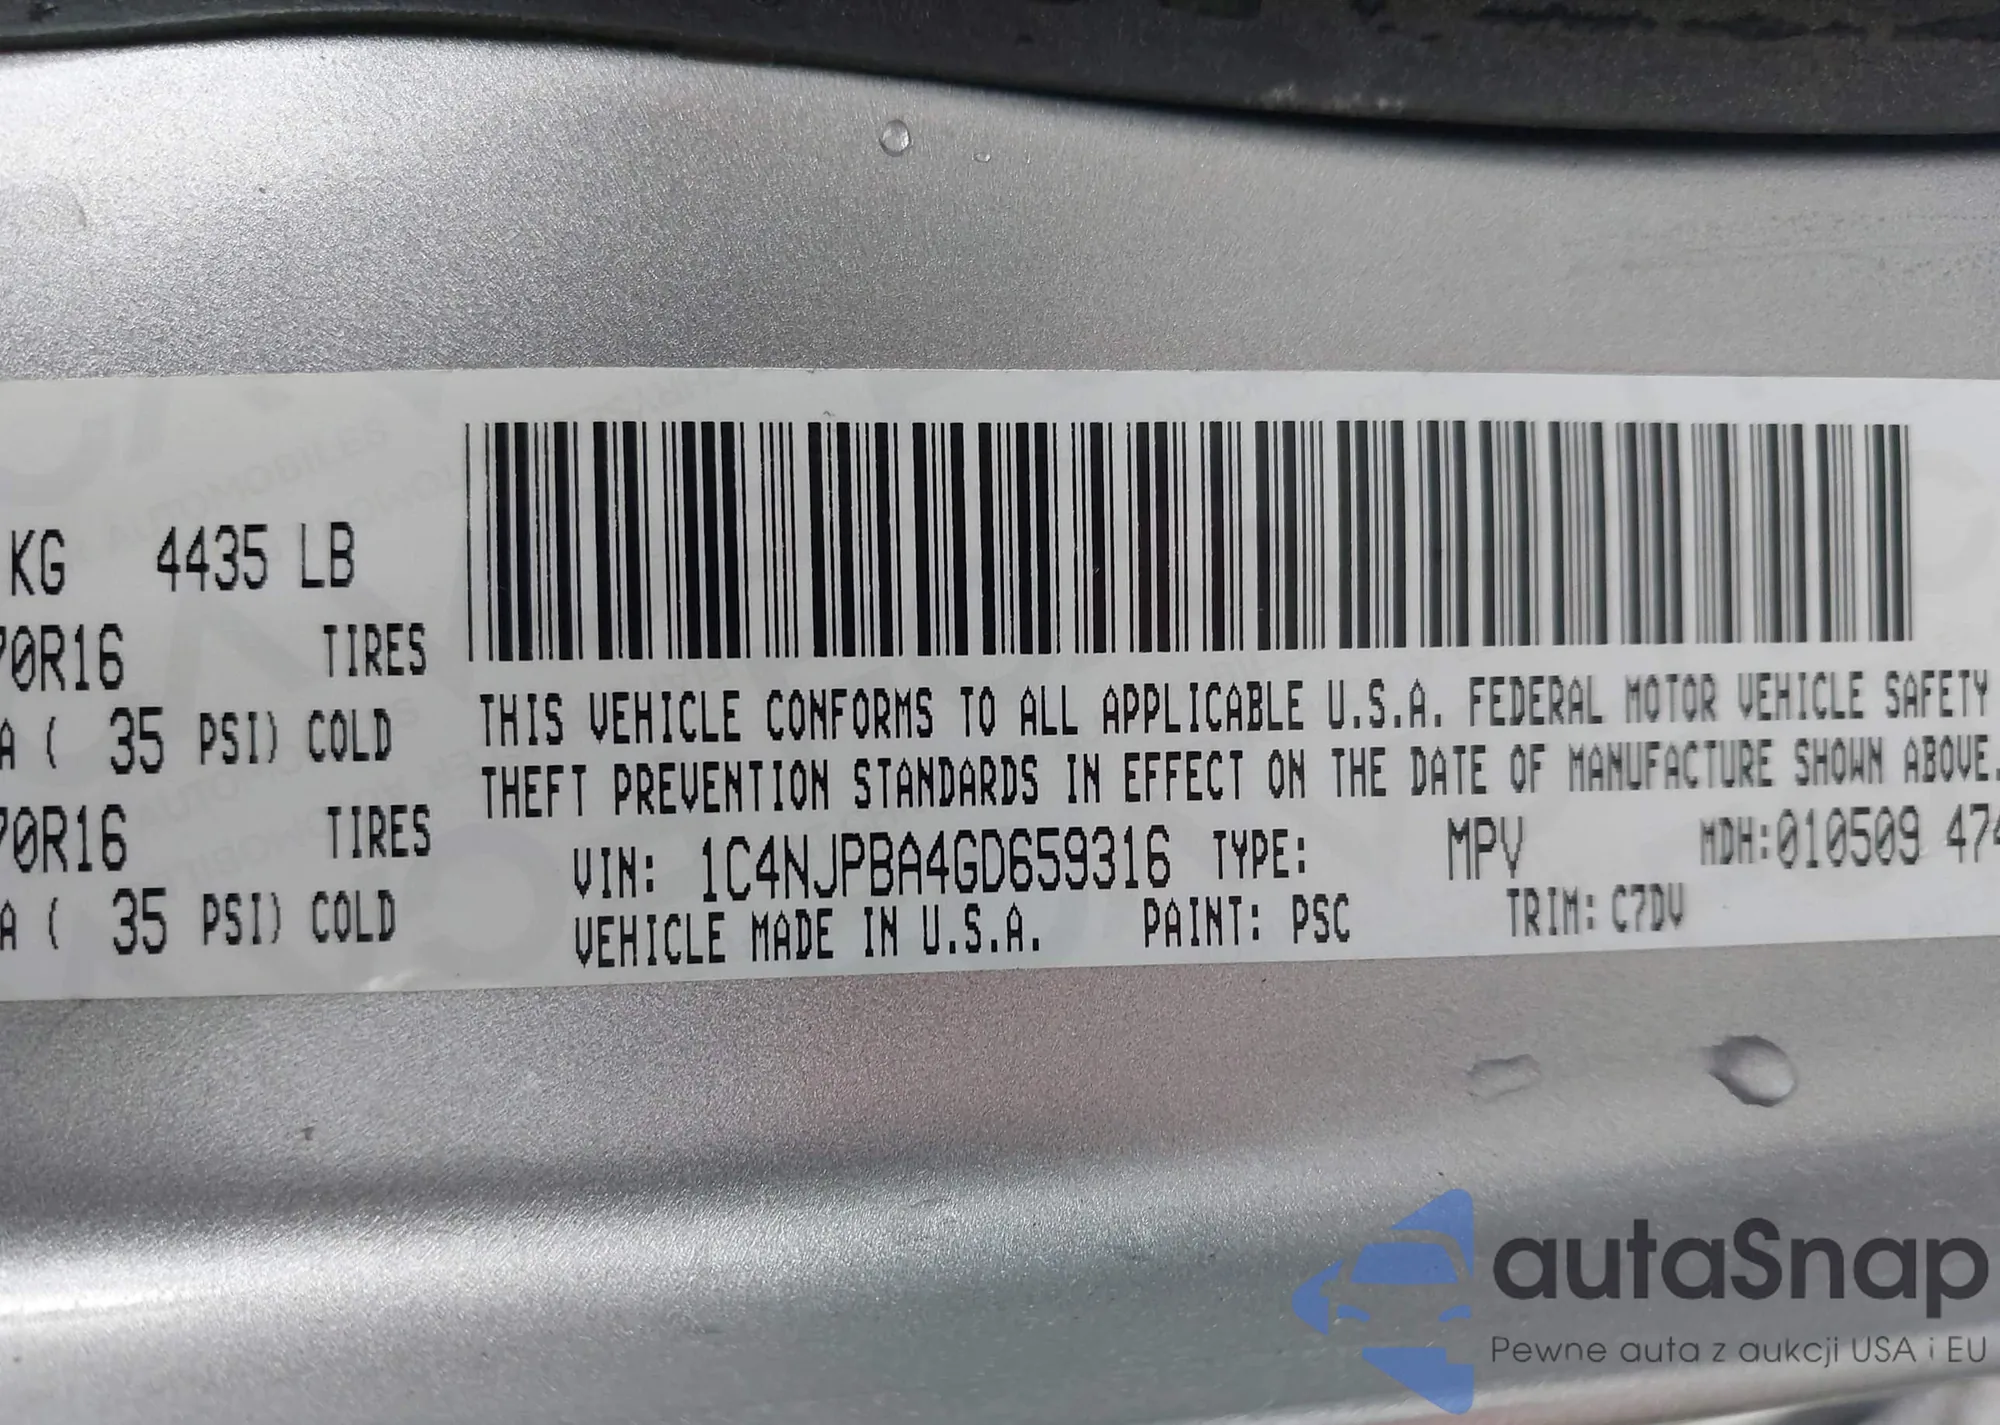 KG 4435 LB
70R16 TIRES
A ( 35 PSI) COLD
70R16 TIRES
A ( 35 PSI) COLD
THIS VEHICLE CONFORMS TO ALL APPLICABLE U.S.A. FEDERAL MOTOR VEHICLE SAFETY
THEFT PREVENTION STANDARDS IN EFFECT ON THE DATE OF MANUFACTURE SHOWN ABOVE.
VIN: 1C4NJPBA4GD659316 TYPE: MPV MDH:010509 474
VEHICLE MADE IN U.S.A. PAINT: PSC TRIM: C7DV
autaSnap
Pewne auta z aukcji USA i EU